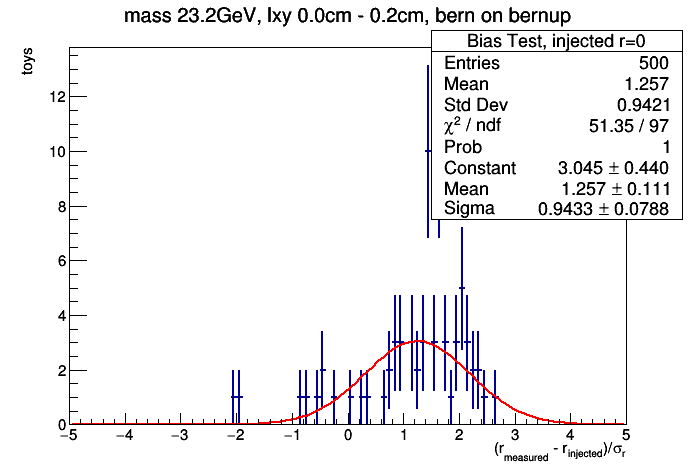 mass 23.2GeV, lxy 0.0cm - 0.2cm, bern on bernup
Bias Test, injected r=0
Entries 500
Mean 1.257
Std Dev 0.9421
χ² / ndf 51.35 / 97
Prob 1
Constant 3.045 ± 0.440
Mean 1.257 ± 0.111
Sigma 0.9433 ± 0.0788
toys
12
10
8
6
4
2
0
−5 −4 −3 −2 −1 0 1 2 3 4 5
(r_measured - r_injected)/σ_r